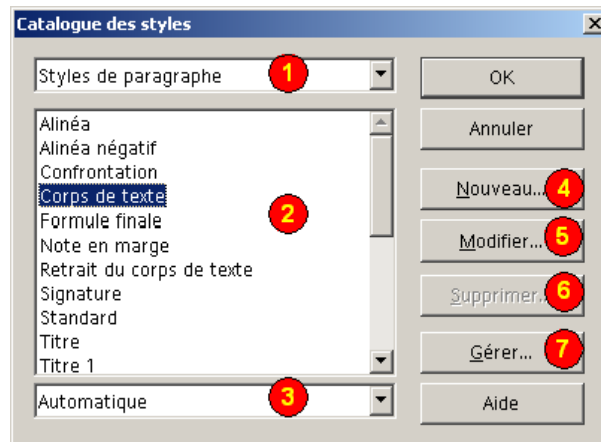 Catalogue des styles
Styles de paragraphe 1
OK
Alinéa
Alinéa négatif
Confrontation
Corps de texte
Formule finale
Note en marge
Retrait du corps de texte
Signature
Standard
Titre
Titre 1
2
Annuler
Nouveau... 4
Modifier... 5
Supprimer... 6
Gérer... 7
Automatique 3
Aide